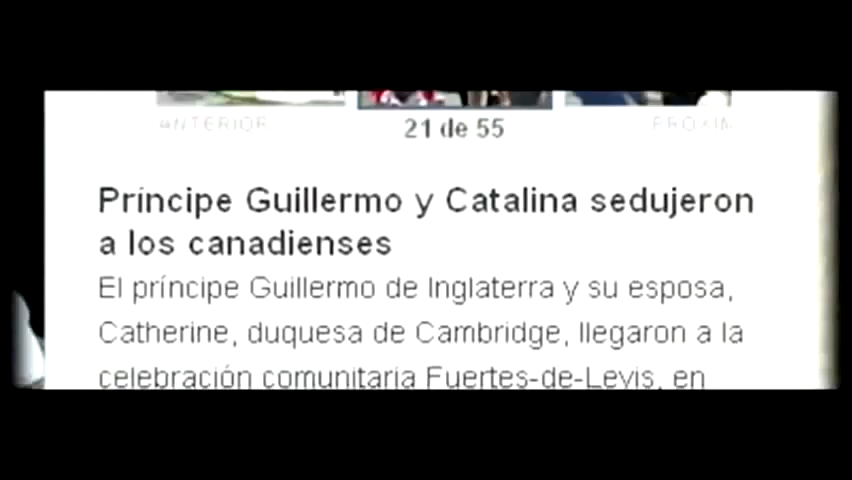 ANTERIOR 21 de 55
Príncipe Guillermo y Catalina sedujeron
a los canadienses
El príncipe Guillermo de Inglaterra y su esposa,
Catherine, duquesa de Cambridge, llegaron a la
celebración comunitaria Fuertes-de-Levis, en